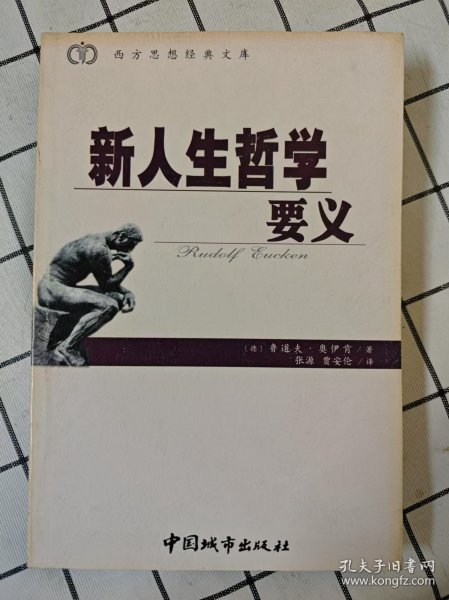 西方思想经典文库
新人生哲学
要义
Rudolf Eucken
〔德〕鲁道夫·奥伊肯/著
张源 贾安伦/译
中国城市出版社
孔夫子旧书网
www.kongfz.com